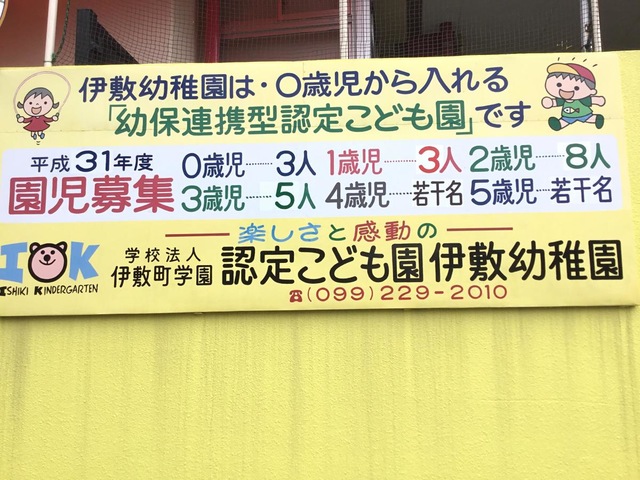 伊敷幼稚園は・0歳児から入れる
「幼保連携型認定こども園」です
平成31年度
園児募集
0歳児……3人 1歳児……3人 2歳児……8人
3歳児……5人 4歳児……若干名 5歳児……若干名
楽しさと感動の
IOK
ISHIKI KINDERGARTEN
学校法人
伊敷町学園
認定こども園伊敷幼稚園
☎(099)229-2010